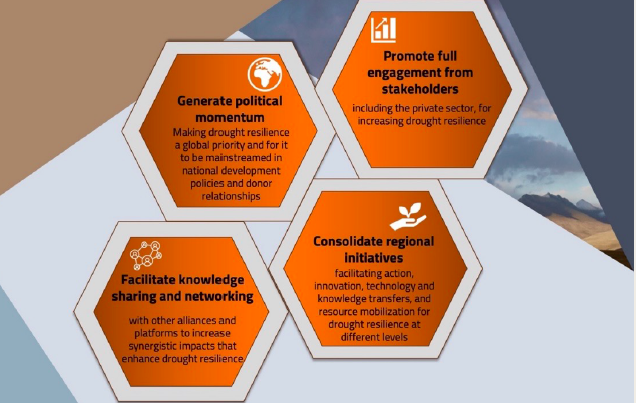 Promote full
engagement from
stakeholders
including the private sector, for
increasing drought resilience
Generate political
momentum
Making drought resilience
a global priority and for it
to be mainstreamed in
national development
policies and donor
relationships
Consolidate regional
initiatives
facilitating action,
innovation, technology and
knowledge transfers, and
resource mobilization for
drought resilience at
different levels
Facilitate knowledge
sharing and networking
with other alliances and
platforms to increase
synergistic impacts that
enhance drought resilience